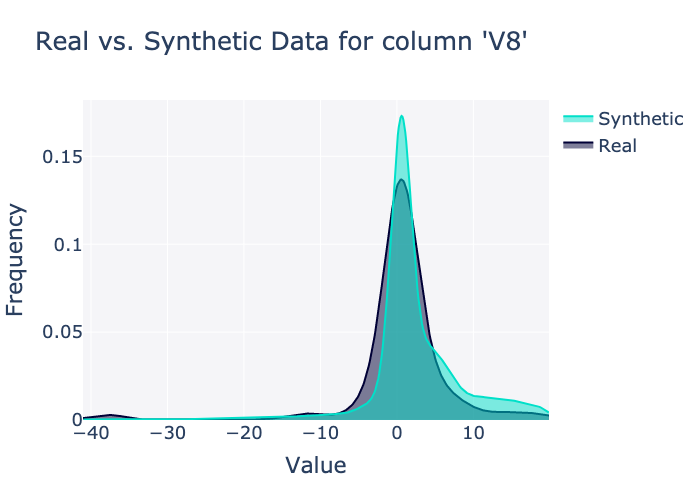 Real vs. Synthetic Data for column 'V8'
Synthetic
Real
Frequency
0.15
0.1
0.05
0
−40
−30
−20
−10
0
10
Value